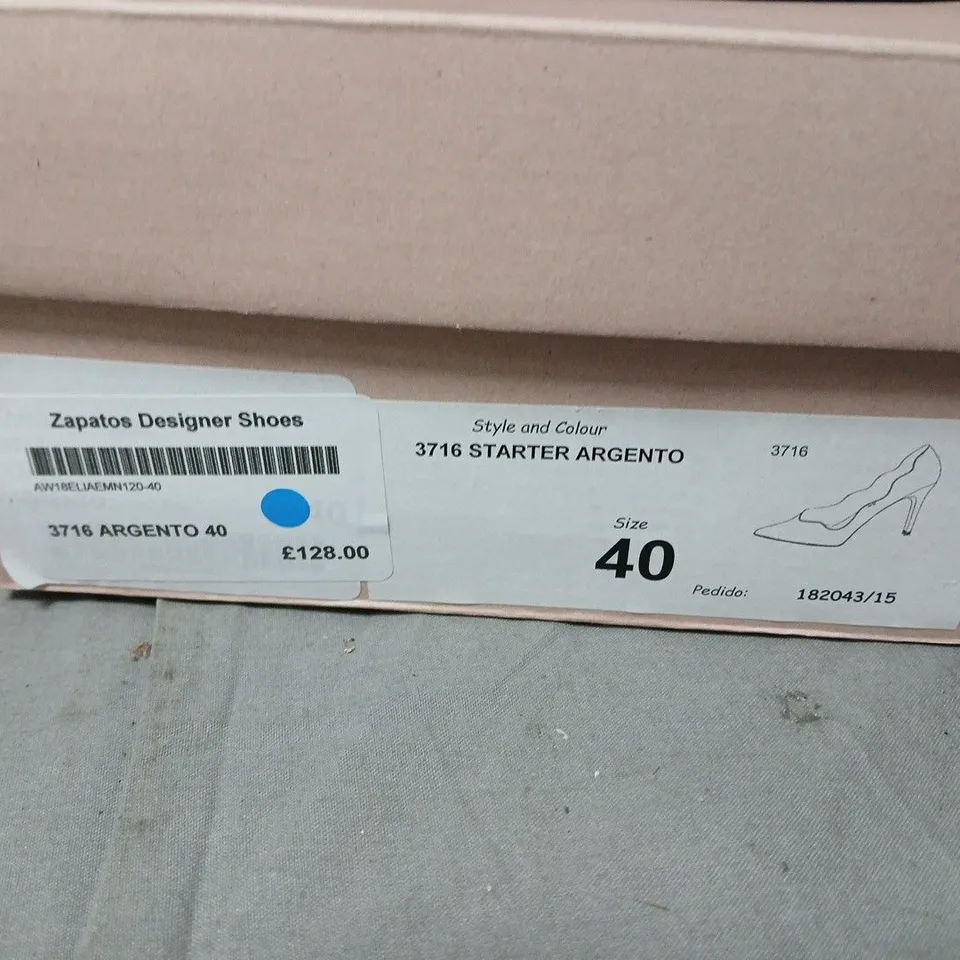 Zapatos Designer Shoes
AW18ELIAEMN120-40
3716 ARGENTO 40
£128.00
Style and Colour
3716 STARTER ARGENTO
3716
Size
40
Pedido: 182043/15